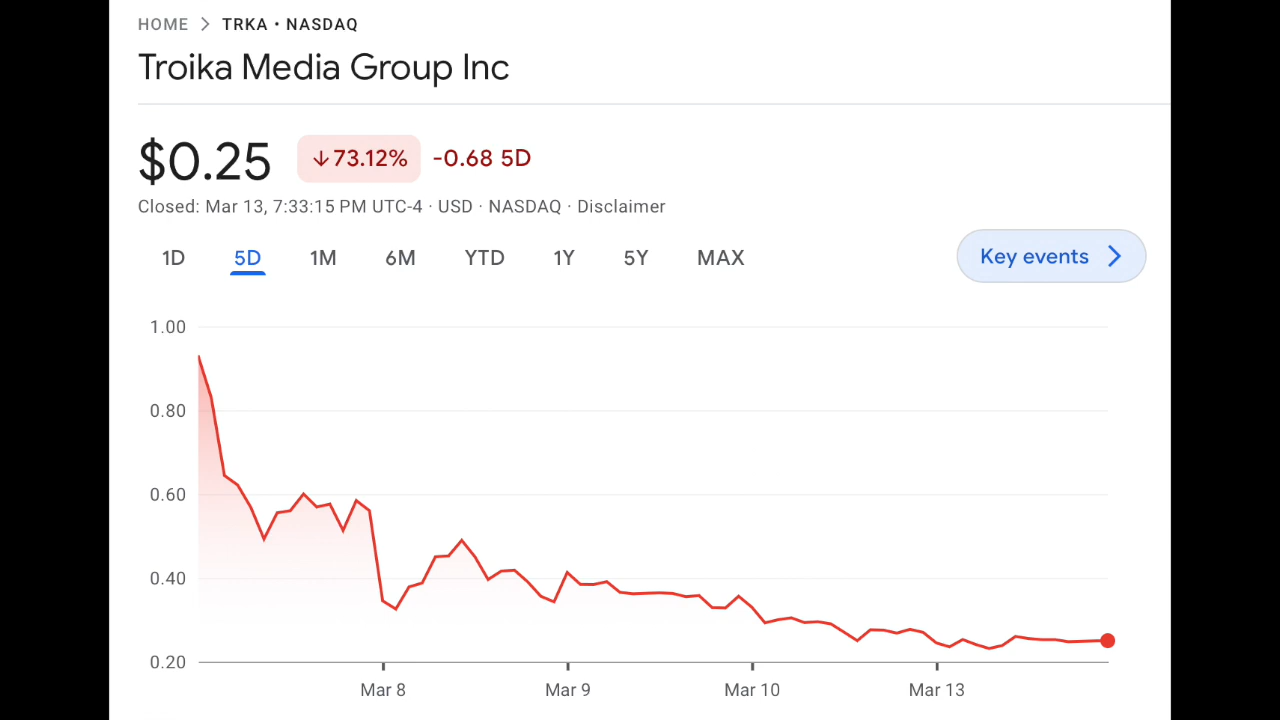 HOME > TRKA • NASDAQ
Troika Media Group Inc
$0.25 ↓73.12% -0.68 5D
Closed: Mar 13, 7:33:15 PM UTC-4 · USD · NASDAQ · Disclaimer
1D 5D 1M 6M YTD 1Y 5Y MAX Key events >
1.00
0.80
0.60
0.40
0.20
Mar 8 Mar 9 Mar 10 Mar 13